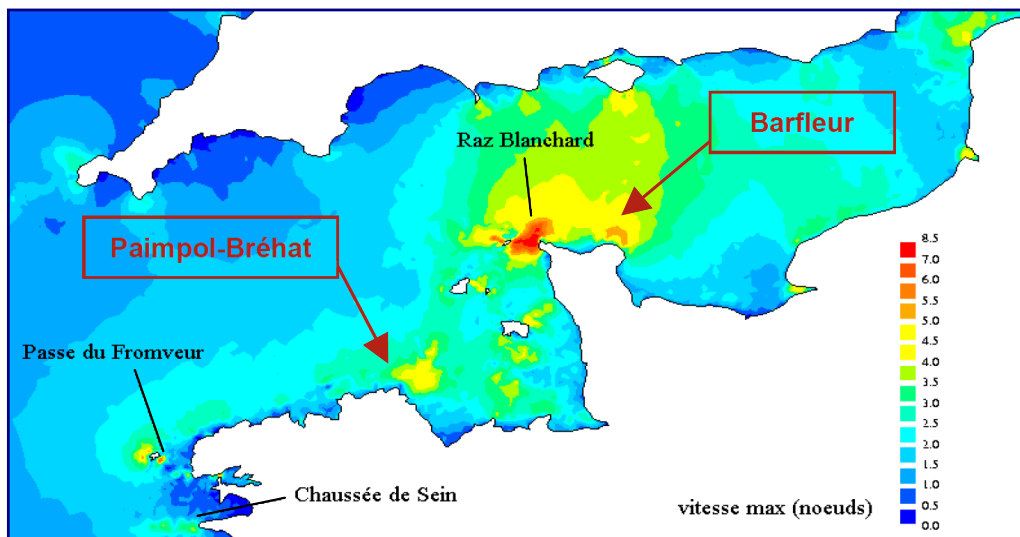 Raz Blanchard
Barfleur
Paimpol-Bréhat
Passe du Fromveur
Chaussée de Sein
vitesse max (noeuds)
8.5
7.0
6.0
5.5
5.0
4.5
4.0
3.5
3.0
2.5
2.0
1.5
1.0
0.5
0.0